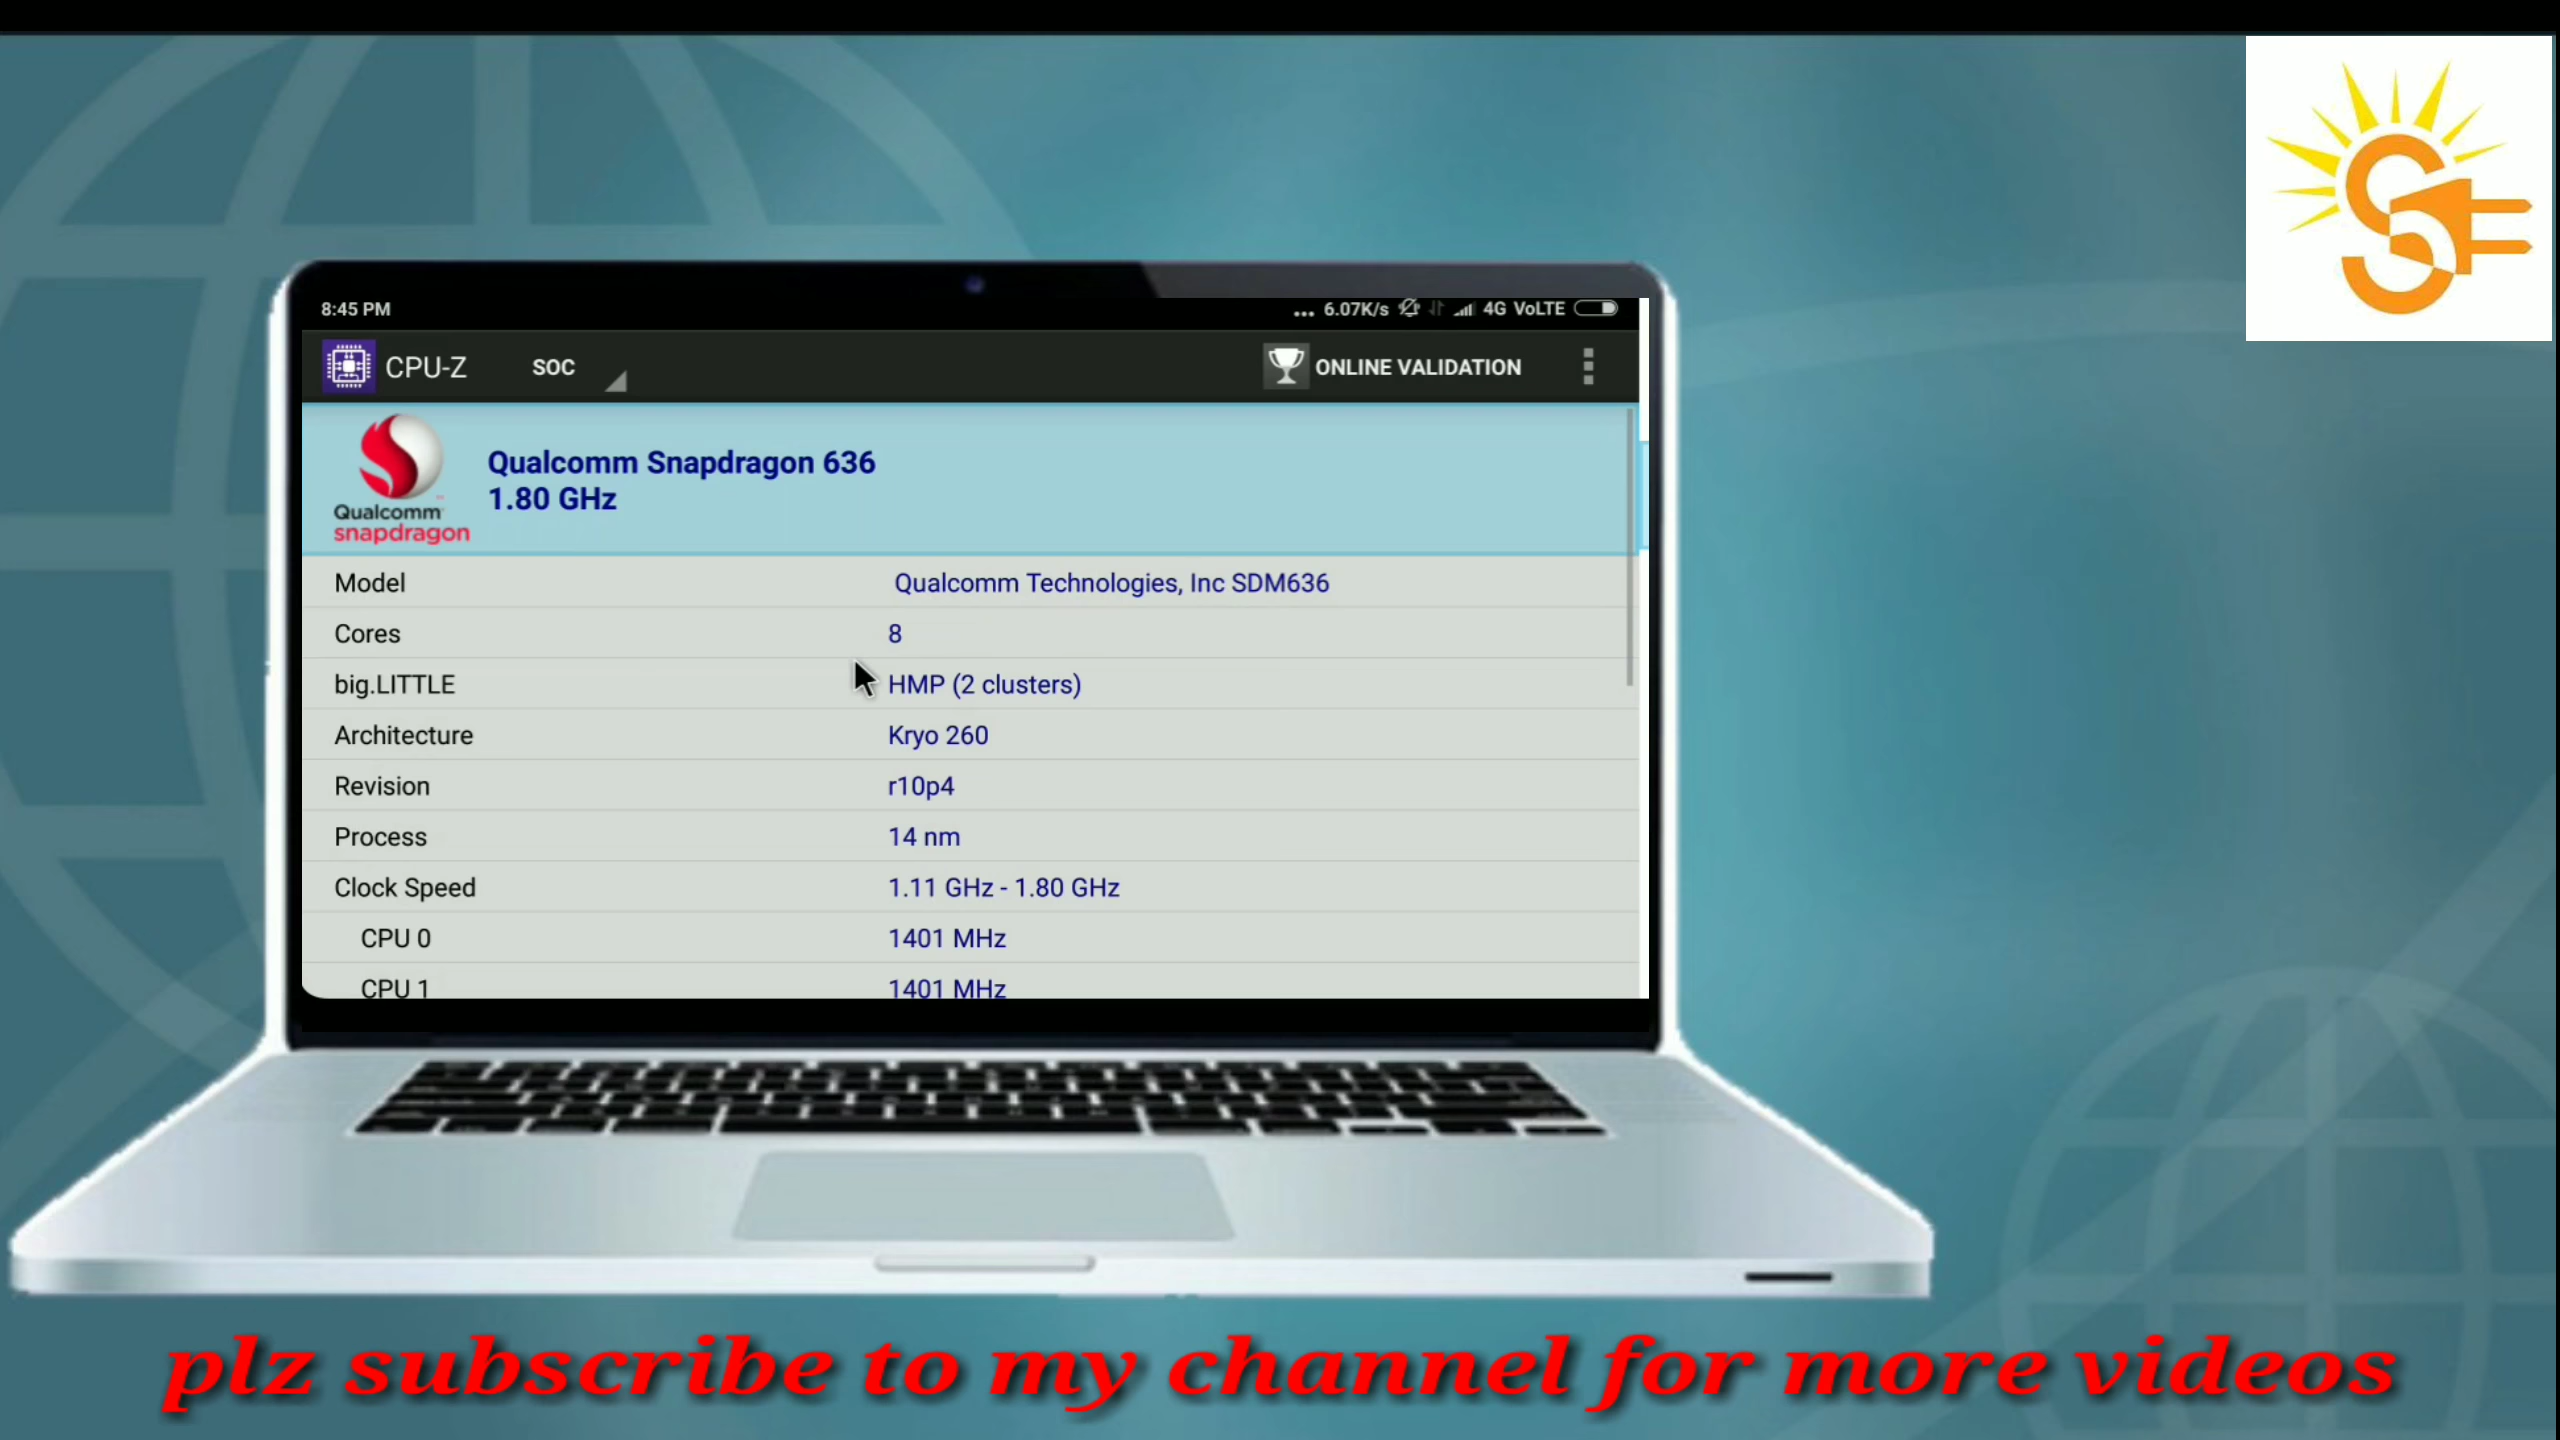 8:45 PM ... 6.07K/s 4G VoLTE
CPU-Z SOC ONLINE VALIDATION
Qualcomm Snapdragon 636
1.80 GHz
Qualcomm
snapdragon
Model Qualcomm Technologies, Inc SDM636
Cores 8
big.LITTLE HMP (2 clusters)
Architecture Kryo 260
Revision r10p4
Process 14 nm
Clock Speed 1.11 GHz - 1.80 GHz
CPU 0 1401 MHz
CPU 1 1401 MHz
plz subscribe to my channel for more videos